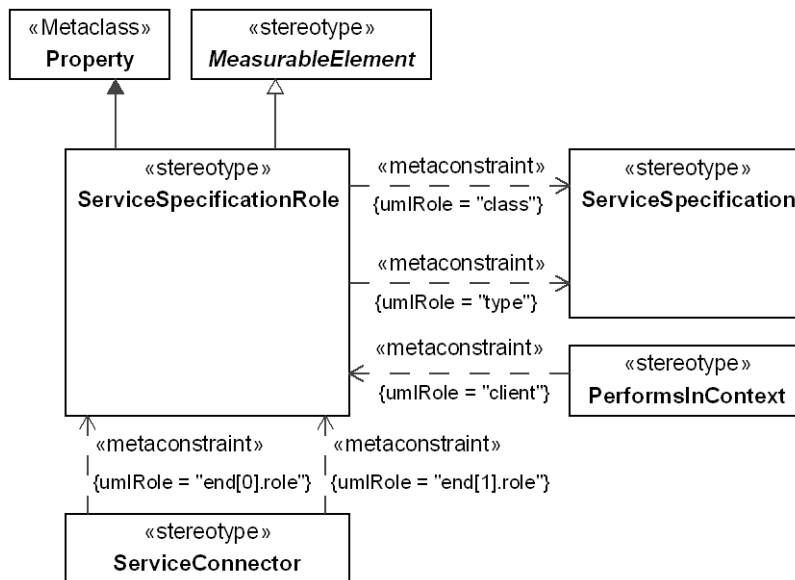 «Metaclass»
Property
«stereotype»
MeasurableElement
«stereotype»
ServiceSpecificationRole
«metaconstraint»
{umlRole = "class"}
«stereotype»
ServiceSpecification
«metaconstraint»
{umlRole = "type"}
«metaconstraint»
{umlRole = "client"}
«stereotype»
PerformsInContext
«metaconstraint»
{umlRole = "end[0].role"}
«metaconstraint»
{umlRole = "end[1].role"}
«stereotype»
ServiceConnector